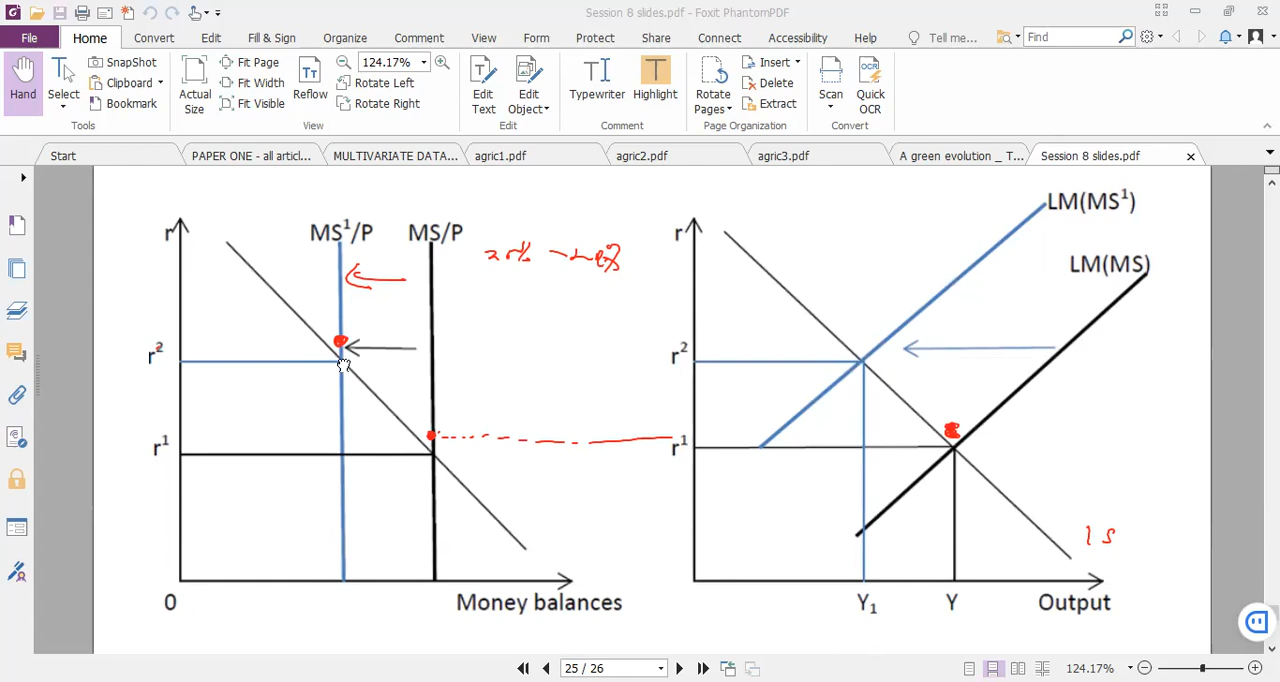 Session 8 slides.pdf - Foxit PhantomPDF
File Home Convert Edit Fill & Sign Organize Comment View Form Protect Share Connect Accessibility Help Tell me... Find
Hand
Select
SnapShot
Clipboard
Bookmark
Tools
Actual Size
Fit Page
Fit Width
Fit Visible
Reflow
124.17%
Rotate Left
Rotate Right
View
Edit Text
Edit Object
Edit
Typewriter
Highlight
Comment
Rotate Pages
Insert
Delete
Extract
Page Organization
Scan
Quick OCR
Convert
Start PAPER ONE - all articl... MULTIVARIATE DATA... agric1.pdf agric2.pdf agric3.pdf A green evolution _ T... Session 8 slides.pdf
r MS¹/P MS/P
r²
r¹
0 Money balances
r LM(MS¹)
LM(MS)
r²
r¹
IS
Y₁ Y Output
25 / 26
124.17%